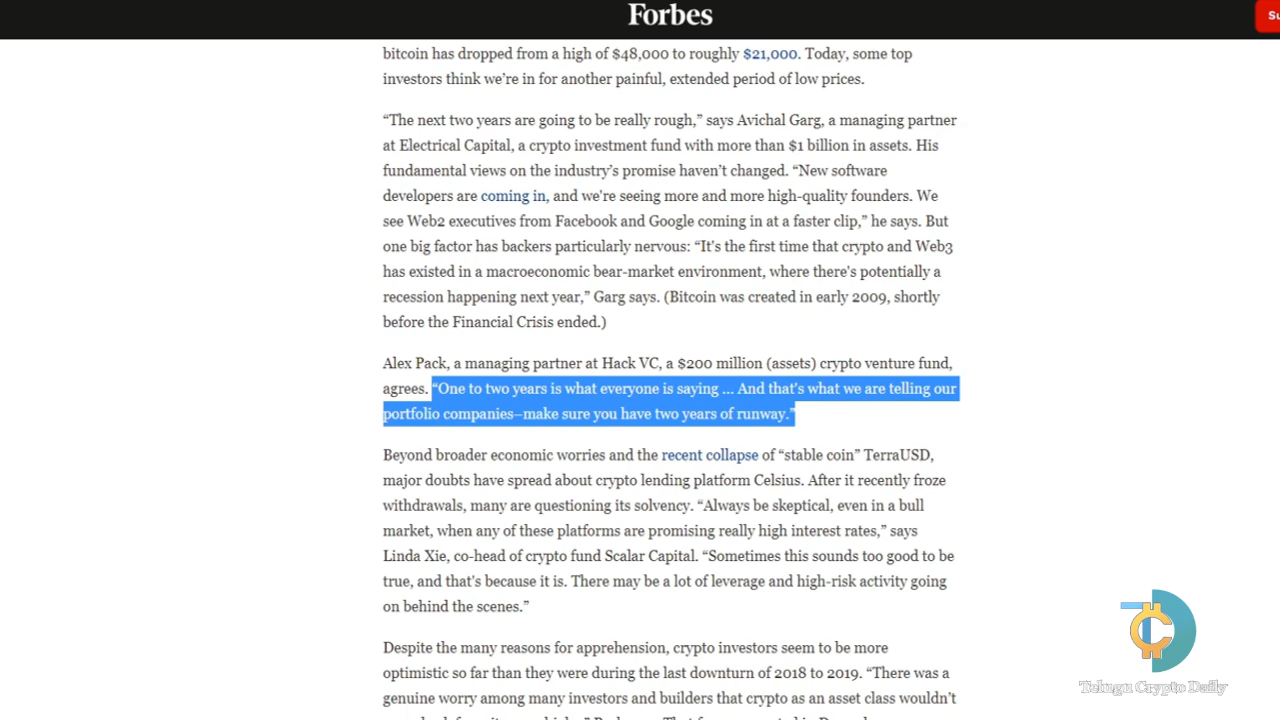 Forbes
Su
bitcoin has dropped from a high of $48,000 to roughly $21,000. Today, some top
investors think we're in for another painful, extended period of low prices.
“The next two years are going to be really rough,” says Avichal Garg, a managing partner
at Electrical Capital, a crypto investment fund with more than $1 billion in assets. His
fundamental views on the industry’s promise haven’t changed. “New software
developers are coming in, and we're seeing more and more high-quality founders. We
see Web2 executives from Facebook and Google coming in at a faster clip,” he says. But
one big factor has backers particularly nervous: “It's the first time that crypto and Web3
has existed in a macroeconomic bear-market environment, where there's potentially a
recession happening next year,” Garg says. (Bitcoin was created in early 2009, shortly
before the Financial Crisis ended.)
Alex Pack, a managing partner at Hack VC, a $200 million (assets) crypto venture fund,
agrees. “One to two years is what everyone is saying ... And that's what we are telling our
portfolio companies–make sure you have two years of runway.”
Beyond broader economic worries and the recent collapse of “stable coin” TerraUSD,
major doubts have spread about crypto lending platform Celsius. After it recently froze
withdrawals, many are questioning its solvency. “Always be skeptical, even in a bull
market, when any of these platforms are promising really high interest rates,” says
Linda Xie, co-head of crypto fund Scalar Capital. “Sometimes this sounds too good to be
true, and that's because it is. There may be a lot of leverage and high-risk activity going
on behind the scenes.”
Despite the many reasons for apprehension, crypto investors seem to be more
optimistic so far than they were during the last downturn of 2018 to 2019. “There was a
genuine worry among many investors and builders that crypto as an asset class wouldn’t
Telugu Crypto Daily